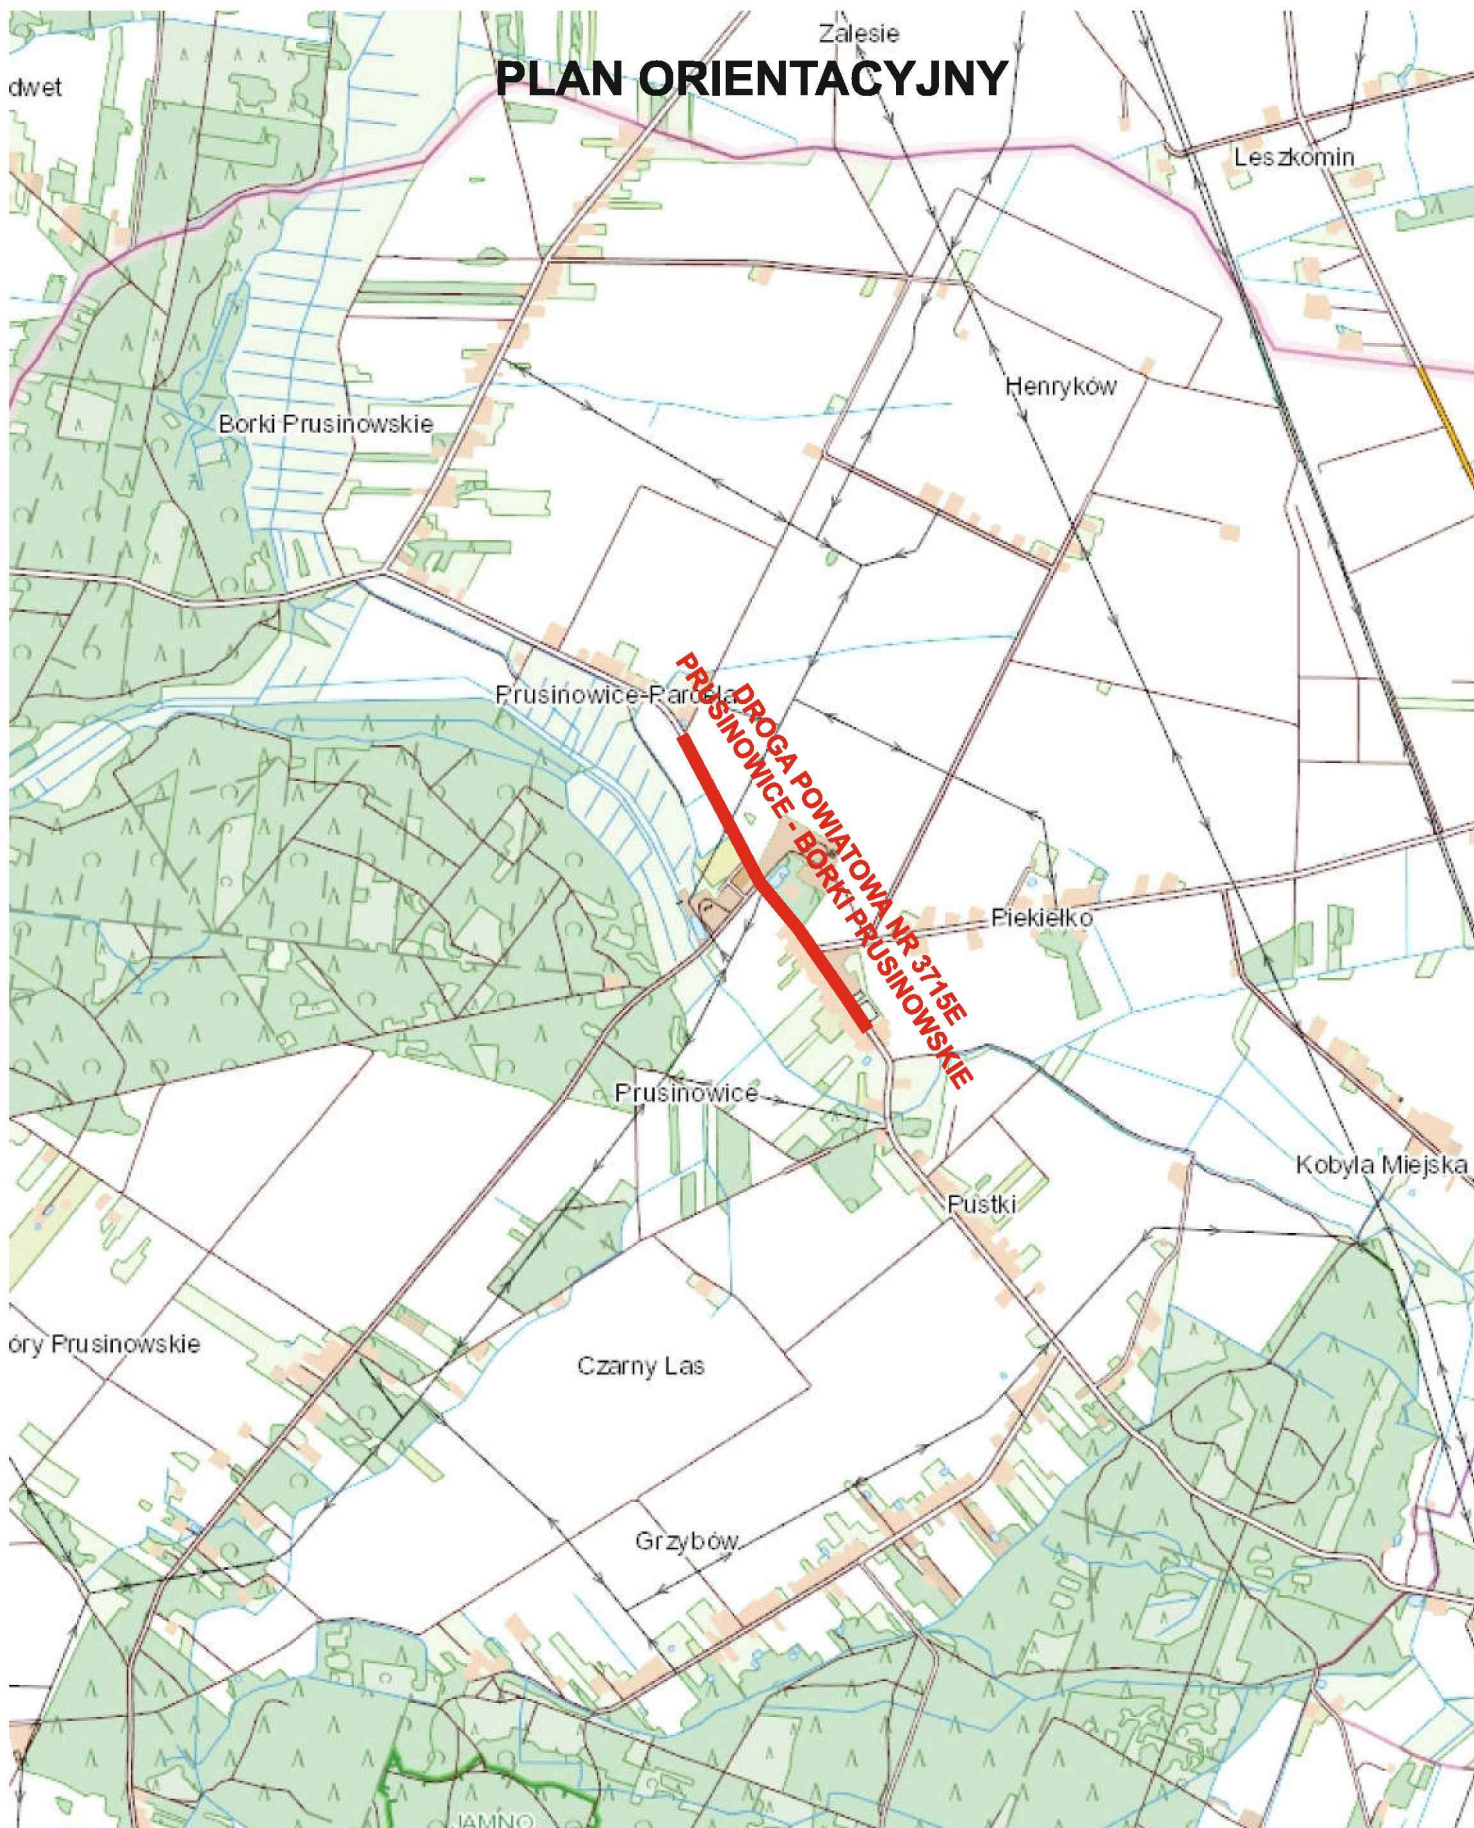 Zalesie
PLAN ORIENTACYJNY
dwet
Leszkomin
Henryków
Borki Prusinowskie
Prusinowice-Parcela
DROGA POWIATOWA NR 3715E
PRUSINOWICE - BORKI PRUSINOWSKIE
Piekiełko
Prusinowice
Kobyla Miejska
Pustki
óry Prusinowskie
Czarny Las
Grzybów
JAMNO